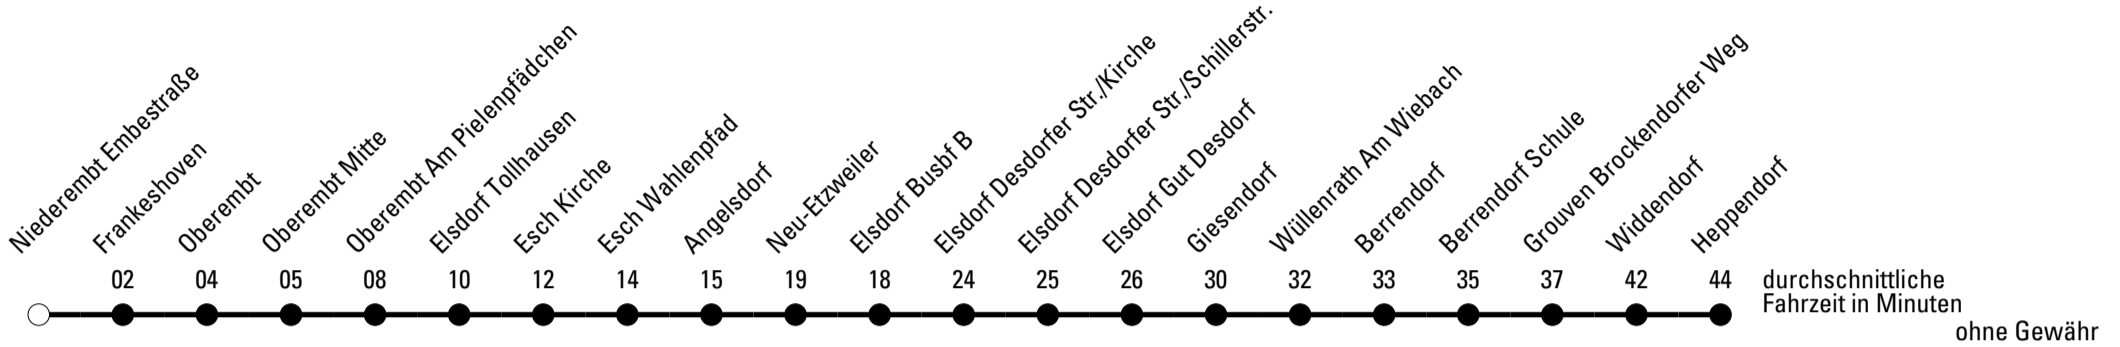 Niederembt Embestraße
Frankeshoven
Oberembt
Oberembt Mitte
Oberembt Am Pielenpfädchen
Elsdorf Tollhausen
Esch Kirche
Esch Wahlenpfad
Angelsdorf
Neu-Etzweiler
Elsdorf Busbf B
Elsdorf Desdorfer Str./Kirche
Elsdorf Desdorfer Str./Schillerstr.
Elsdorf Gut Desdorf
Giesendorf
Wüllenrath Am Wiebach
Berrendorf
Berrendorf Schule
Grouven Brockendorfer Weg
Widdendorf
Heppendorf
02 04 05 08 10 12 14 15 19 18 24 25 26 30 32 33 35 37 42 44 durchschnittliche
Fahrzeit in Minuten
ohne Gewähr